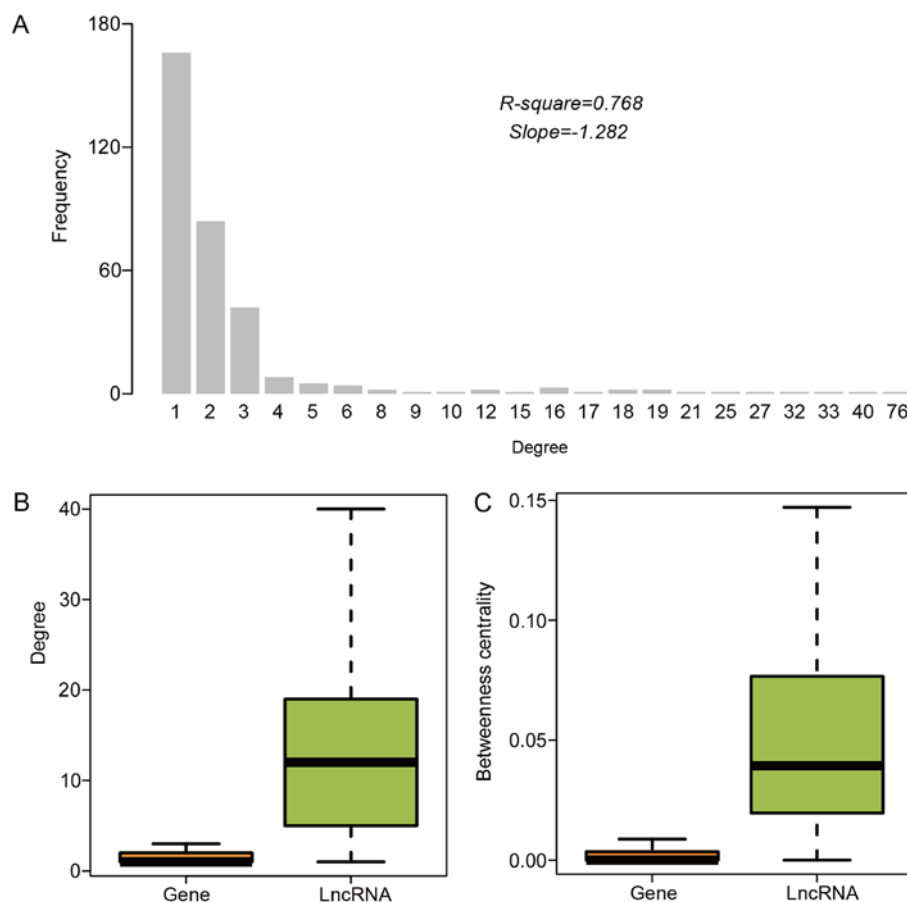 A
180
120
60
0
Frequency
R-square=0.768
Slope=-1.282
1 2 3 4 5 6 8 9 10 12 15 16 17 18 19 21 25 27 32 33 40 76
Degree
B
40
30
20
10
0
Degree
Gene LncRNA
C
0.15
0.10
0.05
0.00
Betweenness centrality
Gene LncRNA